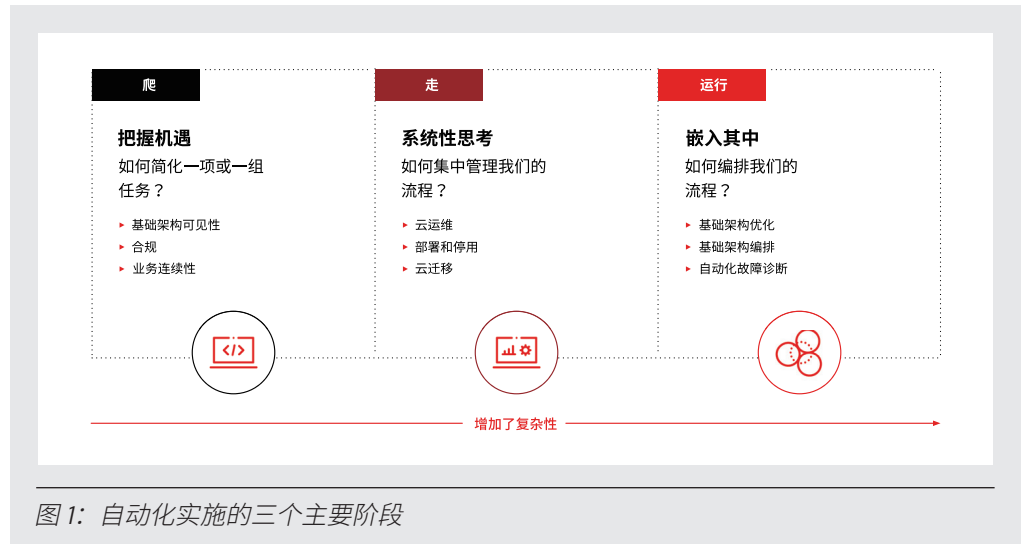 爬
把握机遇
如何简化一项或一组
任务？
基础架构可见性
合规
业务连续性
走
系统性思考
如何集中管理我们的
流程？
云运维
部署和停用
云迁移
运行
嵌入其中
如何编排我们的
流程？
基础架构优化
基础架构编排
自动化故障诊断
增加了复杂性
图 1：自动化实施的三个主要阶段